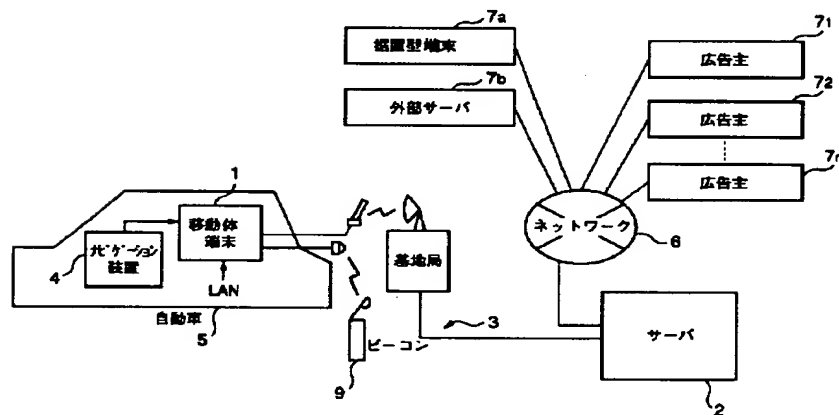 7a
据置型端末
7b
外部サーバ
71
広告主
72
広告主
7n
広告主
ネットワーク
6
1
移動体
端末
ナビゲーション
装置
4
LAN
自動車
5
基地局
3
ビーコン
9
サーバ
2